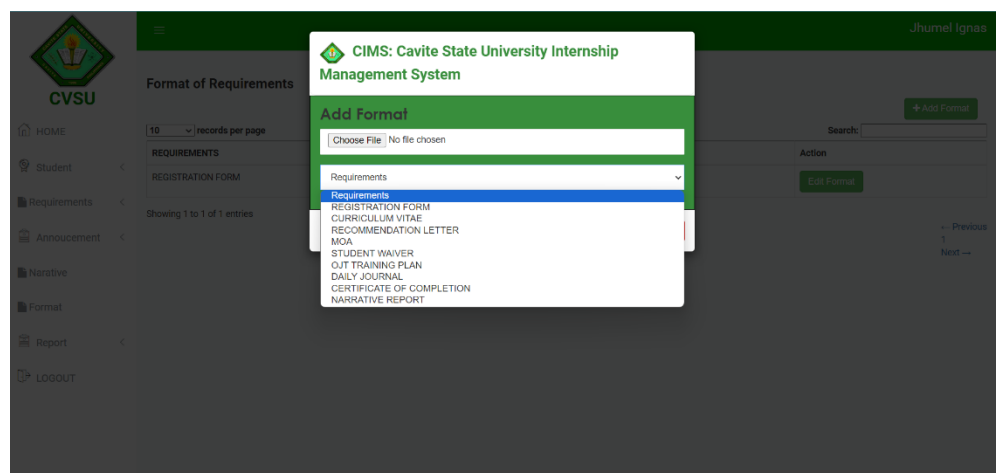 CVSU
HOME
Student
Requirements
Annoucement
Narative
Format
Report
LOGOUT
Jhumel Ignas
Format of Requirements
+Add Format
10 records per page
Search:
REQUIREMENTS
Action
REGISTRATION FORM
Edit Format
Showing 1 to 1 of 1 entries
← Previous
1
Next →
CIMS: Cavite State University Internship
Management System
Add Format
Choose File No file chosen
Requirements
Requirements
REGISTRATION FORM
CURRICULUM VITAE
RECOMMENDATION LETTER
MOA
STUDENT WAIVER
OJT TRAINING PLAN
DAILY JOURNAL
CERTIFICATE OF COMPLETION
NARRATIVE REPORT